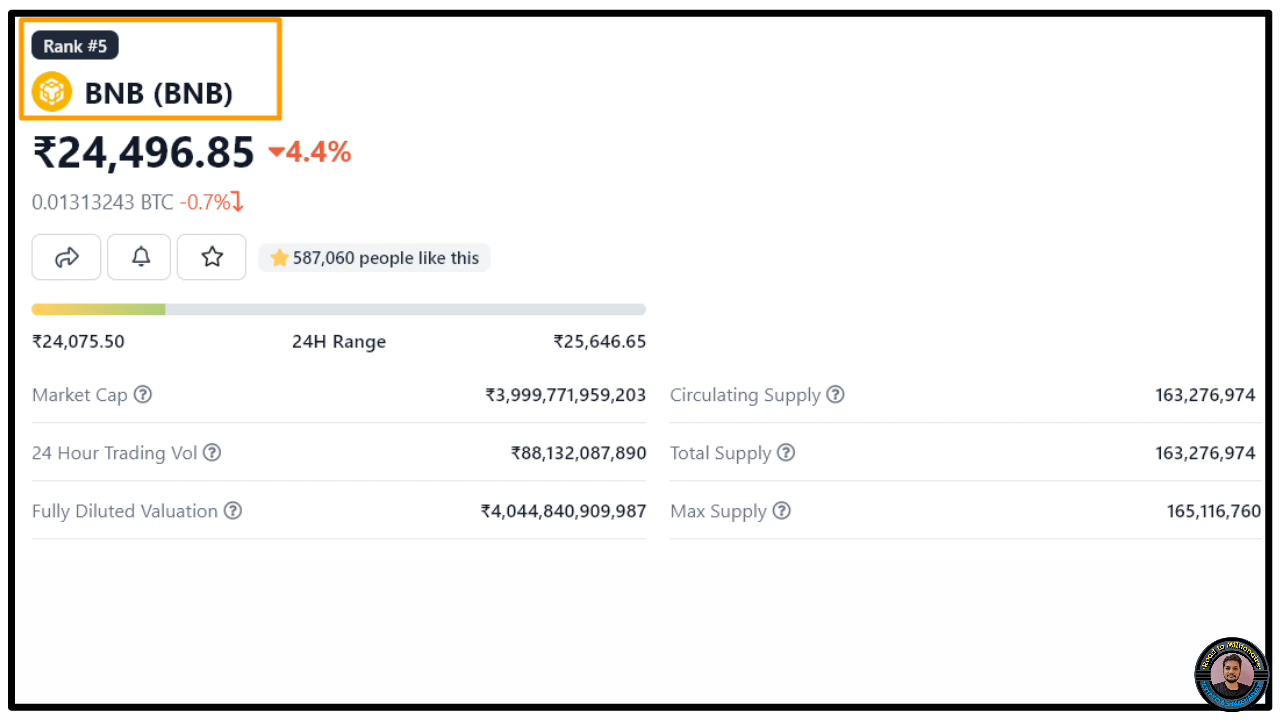 Rank #5
BNB (BNB)
₹24,496.85 4.4%
0.01313243 BTC -0.7%
587,060 people like this
₹24,075.50 24H Range ₹25,646.65
Market Cap ? ₹3,999,771,959,203
Circulating Supply ? 163,276,974
24 Hour Trading Vol ? ₹88,132,087,890
Total Supply ? 163,276,974
Fully Diluted Valuation ? ₹4,044,840,909,987
Max Supply ? 165,116,760
Road to Millionaire